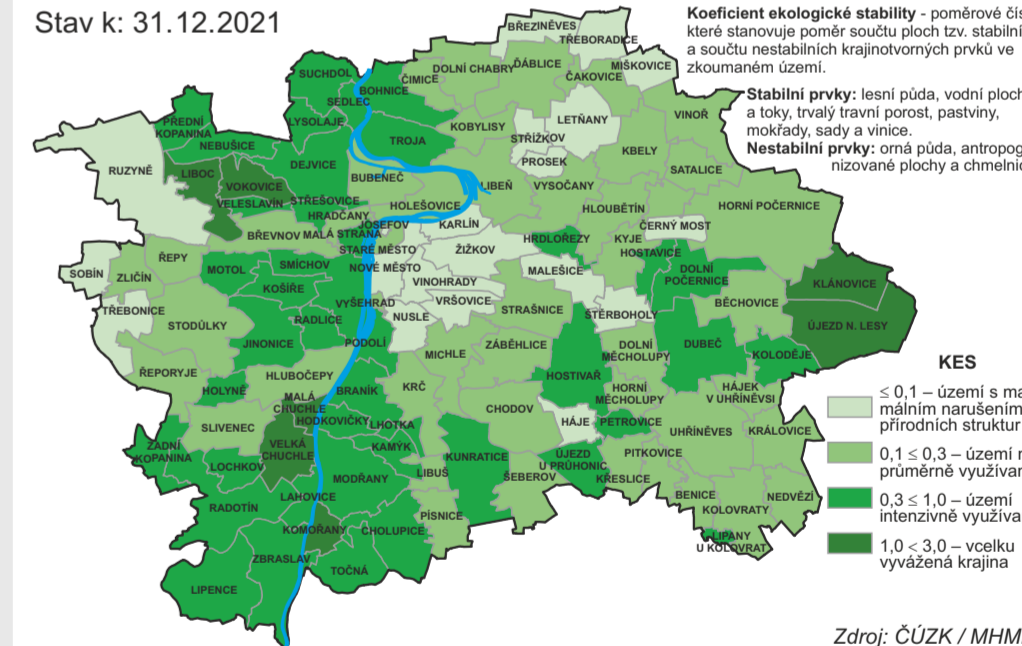 Stav k: 31.12.2021
Koeficient ekologické stability - poměrové čís
které stanovuje poměr součtu ploch tzv. stabilní
a součtu nestabilních krajinotvorných prvků ve
zkoumaném území.
Stabilní prvky: lesní půda, vodní ploch
a toky, trvalý travní porost, pastviny,
mokřady, sady a vinice.
Nestabilní prvky: orná půda, antropog
nizované plochy a chmelnic
BŘEZINĚVES
TŘEBORADICE
MIŠKOVICE
ĎÁBLICE
ČAKOVICE
DOLNÍ CHABRY
ČIMICE
SUCHDOL
BOHNICE
SEDLEC
LYSOLAJE
TROJA
KOBYLISY
LETŇANY
STŘÍŽKOV
PROSEK
VINOŘ
KBELY
SATALICE
PŘEDNÍ
KOPANINA
NEBUŠICE
RUZYNĚ
LIBOC
VOKOVICE
DEJVICE
VELESLAVÍN
STŘEŠOVICE
BUBENEČ
HOLEŠOVICE
LIBEŇ
VYSOČANY
HLOUBĚTÍN
HORNÍ POČERNICE
HRADČANY
JOSEFOV
KARLÍN
BŘEVNOV
MALÁ STRANA
STARÉ MĚSTO
ŽIŽKOV
HRDLOŘEZY
KYJE
ČERNÝ MOST
HOSTAVICE
DOLNÍ
POČERNICE
KLÁNOVICE
ÚJEZD N. LESY
SOBÍN
ZLIČÍN
ŘEPY
MOTOL
SMÍCHOV
KOŠÍŘE
NOVÉ MĚSTO
VINOHRADY
MALEŠICE
VRŠOVICE
VYŠEHRAD
NUSLE
STRAŠNICE
ŠTĚRBOHOLY
BĚCHOVICE
TŘEBONICE
STODŮLKY
RADLICE
JINONICE
PODOLÍ
MICHLE
ZÁBĚHLICE
DOLNÍ
MĚCHOLUPY
DUBEČ
KOLODĚJE
ŘEPORYJE
HOLYNĚ
HLUBOČEPY
MALÁ
CHUCHLE
BRANÍK
KRČ
HOSTIVAŘ
HORNÍ
MĚCHOLUPY
HÁJEK
V UHŘÍNĚVSI
SLIVENEC
HODKOVIČKY
LHOTKA
CHODOV
HÁJE
PETROVICE
UHŘÍNĚVES
KRÁLOVICE
ZADNÍ
KOPANINA
LOCHKOV
VELKÁ
CHUCHLE
KAMÝK
LIBUŠ
KUNRATICE
ŠEBEROV
ÚJEZD
U PRŮHONIC
KŘESLICE
PITKOVICE
RADOTÍN
LAHOVICE
MODŘANY
PÍSNICE
BENICE
KOLOVRATY
NEDVĚZÍ
KOMOŘANY
CHOLUPICE
LIPANY
U KOLOVRAT
ZBRASLAV
TOČNÁ
LIPENCE
KES
≤ 0,1 – území s ma
málním narušením
přírodních struktur
0,1 ≤ 0,3 – území n
průměrně využívan
0,3 ≤ 1,0 – území
intenzivně využíva
1,0 < 3,0 – vcelku
vyvážená krajina
Zdroj: ČÚZK / MHM